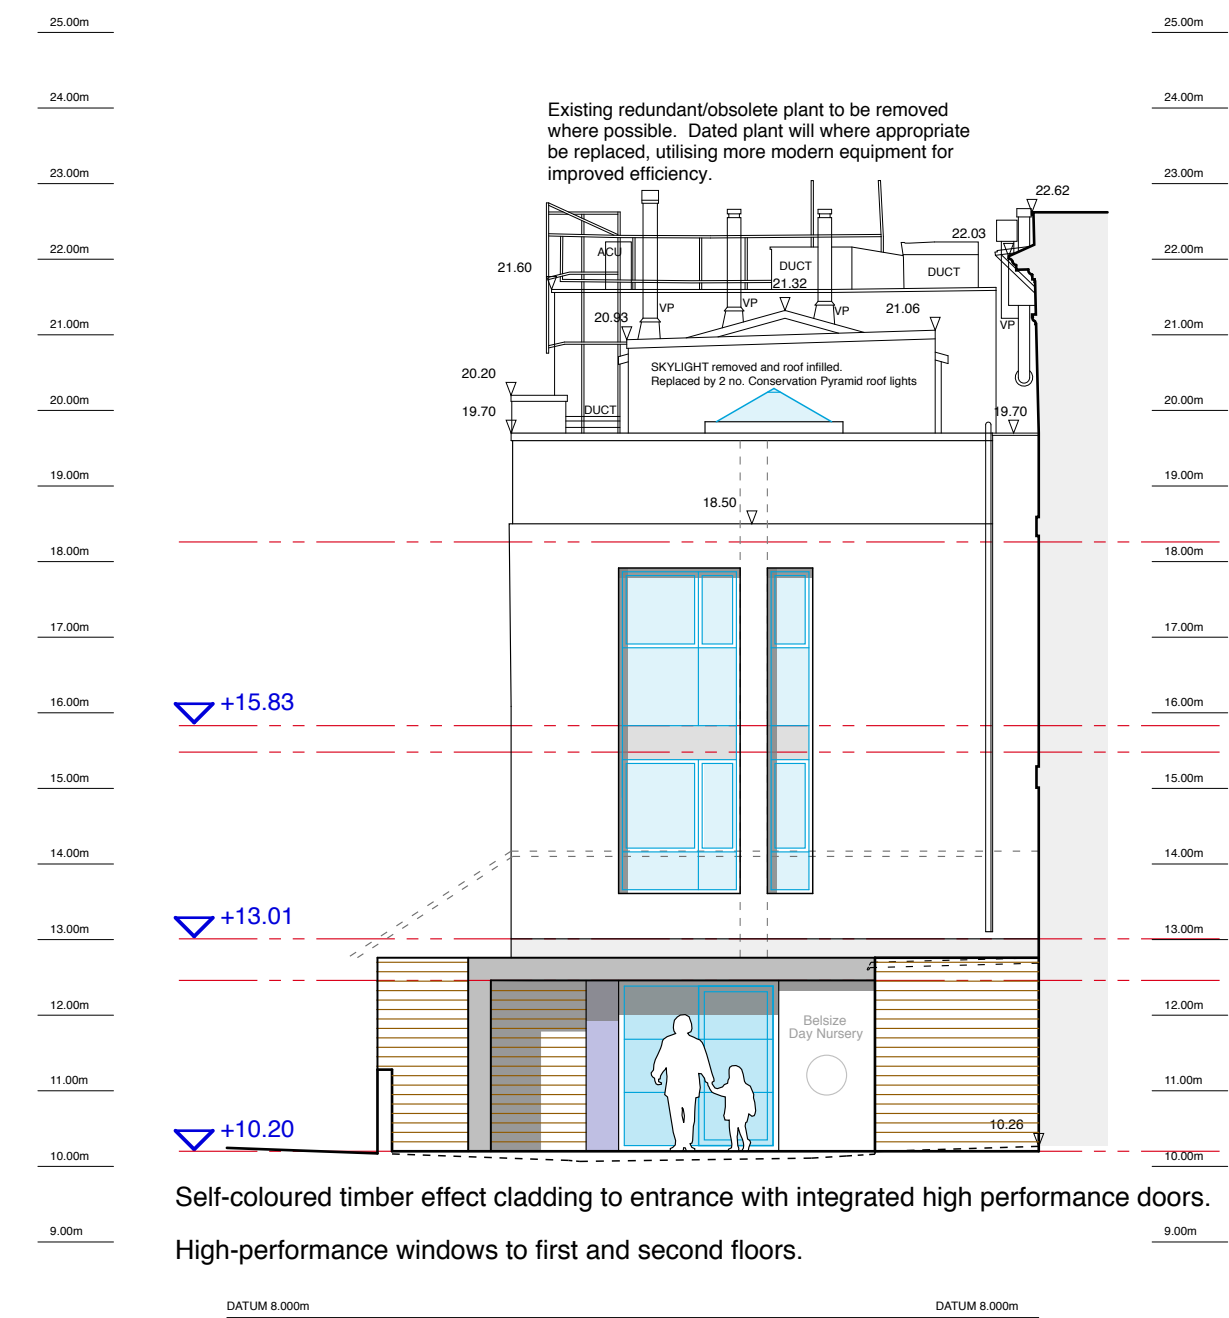 25.00m
25.00m
24.00m
24.00m
Existing redundant/obsolete plant to be removed
where possible.  Dated plant will where appropriate
be replaced, utilising more modern equipment for
improved efficiency.
23.00m
23.00m
22.62
22.03
22.00m
22.00m
ACU
DUCT
DUCT
21.60
21.32
VP
VP
VP
21.06
20.93
VP
21.00m
21.00m
SKYLIGHT removed and roof infilled.
Replaced by 2 no. Conservation Pyramid roof lights
20.20
20.00m
20.00m
19.70
DUCT
19.70
19.00m
19.00m
18.50
18.00m
18.00m
17.00m
17.00m
+15.83
16.00m
16.00m
15.00m
15.00m
14.00m
14.00m
+13.01
13.00m
13.00m
12.00m
12.00m
Belsize
Day Nursery
11.00m
11.00m
+10.20
10.26
10.00m
10.00m
Self-coloured timber effect cladding to entrance with integrated high performance doors.
9.00m
9.00m
High-performance windows to first and second floors.
DATUM 8.000m
DATUM 8.000m